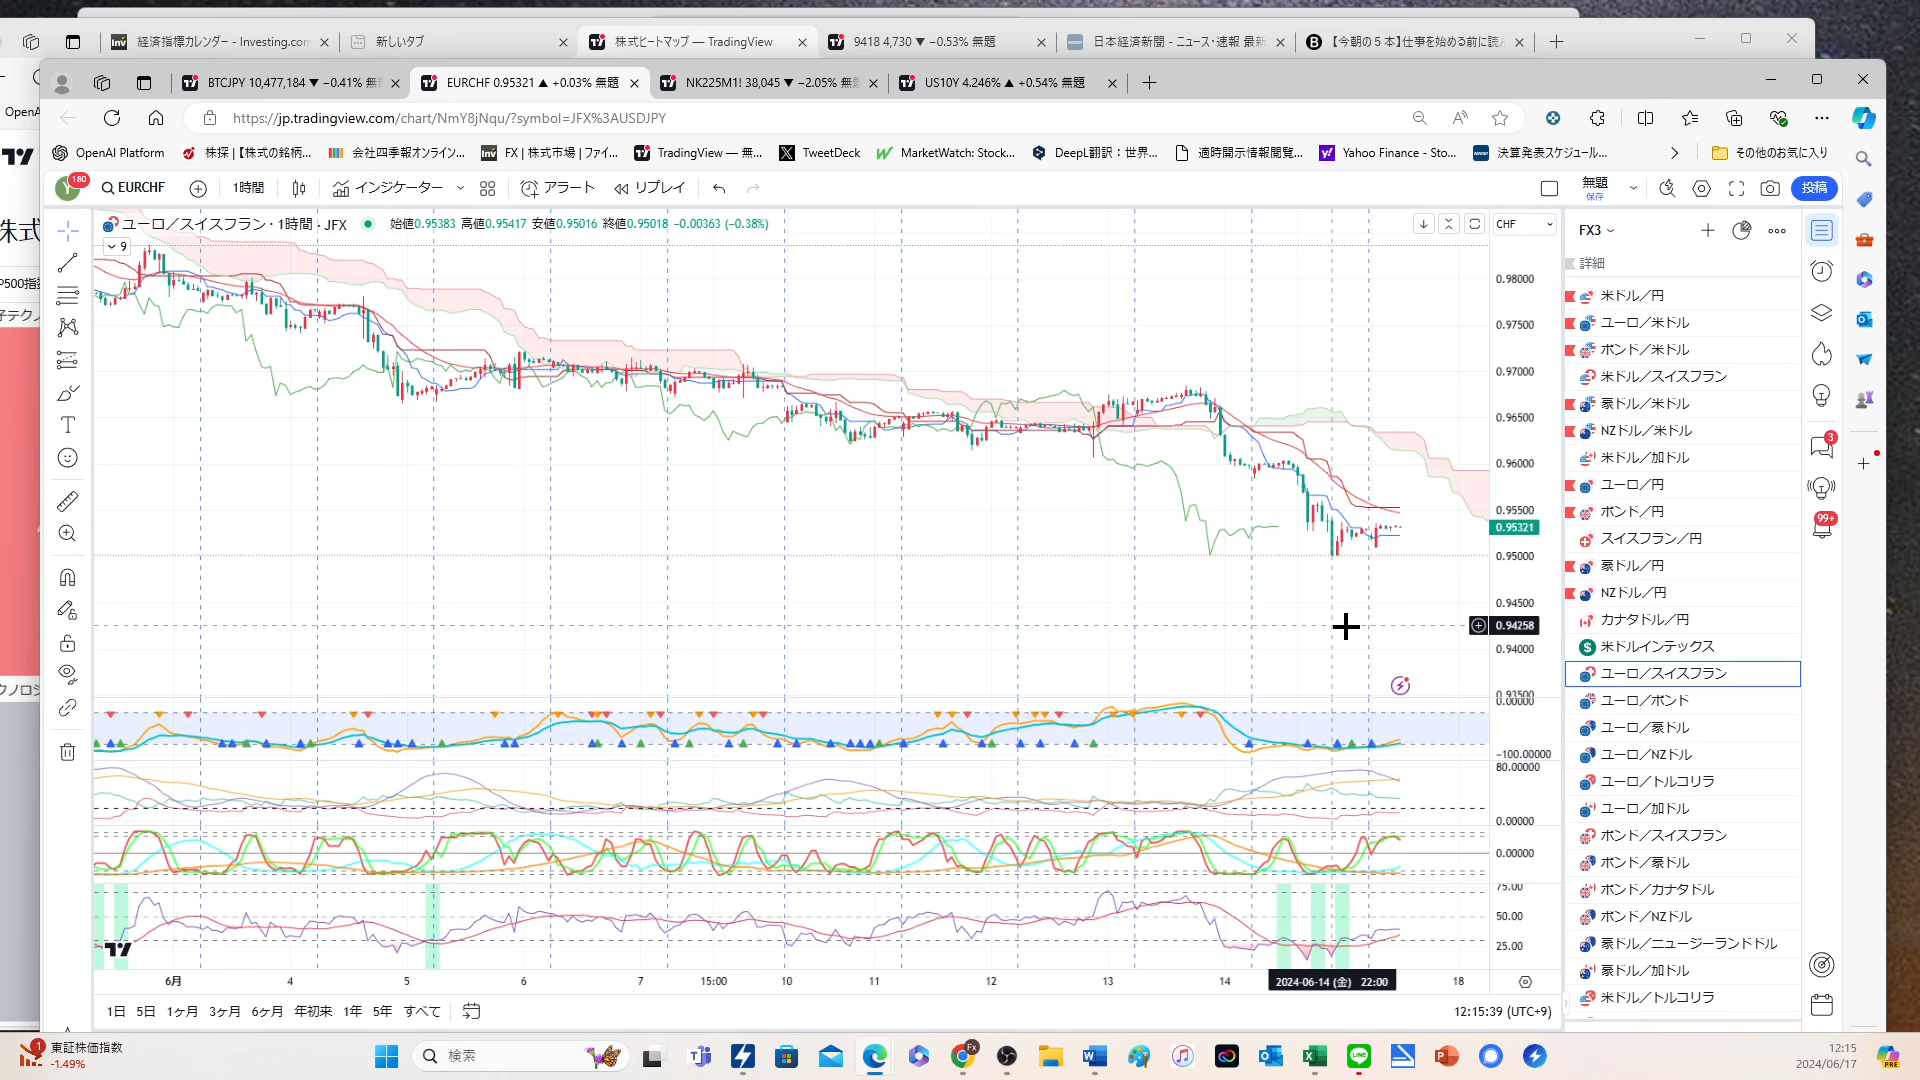 経済指標カレンダー - Investing.com
新しいタブ
株式ヒートマップ — TradingView
9418 4,730 ▼ −0.53% 無題
日本経済新聞 - ニュース・速報 最新
【今朝の5本】仕事を始める前に読ん
BTCJPY 10,477,184 ▼ −0.41% 無題
EURCHF 0.95321 ▲ +0.03% 無題
NK225M1! 38,045 ▼ −2.05% 無題
US10Y 4.246% ▲ +0.54% 無題
https://jp.tradingview.com/chart/NmY8jNqu/?symbol=JFX%3AUSDJPY
OpenAI Platform
株探 |【株式の銘柄...
会社四季報オンライン...
FX | 株式市場 | ファイ...
TradingView — 無...
TweetDeck
MarketWatch: Stock...
DeepL翻訳：世界...
適時開示情報閲覧...
Yahoo Finance - Sto...
決算発表スケジュール...
その他のお気に入り
180
EURCHF
1時間
インジケーター
アラート
リプレイ
無題
保存
投稿
ユーロ／スイスフラン · 1時間 · JFX
始値0.95383 高値0.95417 安値0.95016 終値0.95018 −0.00363 (−0.38%)
9
CHF
0.98000
0.97500
0.97000
0.96500
0.96000
0.95500
0.95321
0.95000
0.94500
0.94258
0.94000
0.93500
0.00000
−100.00000
80.00000
0.00000
0.00000
75.00
50.00
25.00
6月 4 5 6 7 15:00 10 11 12 13 14 2024-06-14 (金) 22:00 18
1日 5日 1ヶ月 3ヶ月 6ヶ月 年初来 1年 5年 すべて
12:15:39 (UTC+9)
FX3
詳細
米ドル／円
ユーロ／米ドル
ポンド／米ドル
米ドル／スイスフラン
豪ドル／米ドル
NZドル／米ドル
米ドル／加ドル
ユーロ／円
ポンド／円
スイスフラン／円
豪ドル／円
NZドル／円
カナダドル／円
米ドルインデックス
ユーロ／スイスフラン
ユーロ／ポンド
ユーロ／豪ドル
ユーロ／NZドル
ユーロ／トルコリラ
ユーロ／加ドル
ポンド／スイスフラン
ポンド／豪ドル
ポンド／カナダドル
ポンド／NZドル
豪ドル／ニュージーランドドル
豪ドル／加ドル
米ドル／トルコリラ
3
99+
東証株価指数
-1.49%
検索
12:15
2024/06/17